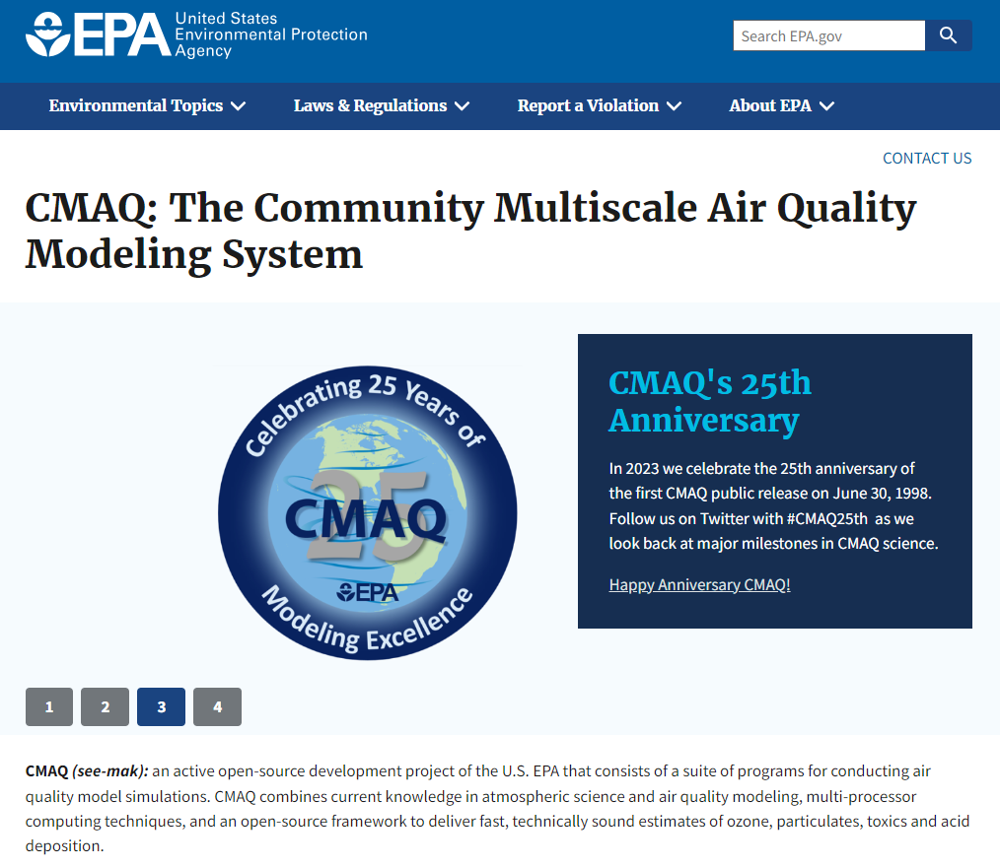 EPA
United States
Environmental Protection
Agency
Search EPA.gov
Environmental Topics
Laws & Regulations
Report a Violation
About EPA
CONTACT US
CMAQ: The Community Multiscale Air Quality
Modeling System
Celebrating 25 Years of
25
CMAQ
EPA
Modeling Excellence
CMAQ's 25th
Anniversary
In 2023 we celebrate the 25th anniversary of
the first CMAQ public release on June 30, 1998.
Follow us on Twitter with #CMAQ25th  as we
look back at major milestones in CMAQ science.
Happy Anniversary CMAQ!
1
2
3
4
CMAQ (see-mak): an active open-source development project of the U.S. EPA that consists of a suite of programs for conducting air
quality model simulations. CMAQ combines current knowledge in atmospheric science and air quality modeling, multi-processor
computing techniques, and an open-source framework to deliver fast, technically sound estimates of ozone, particulates, toxics and acid
deposition.